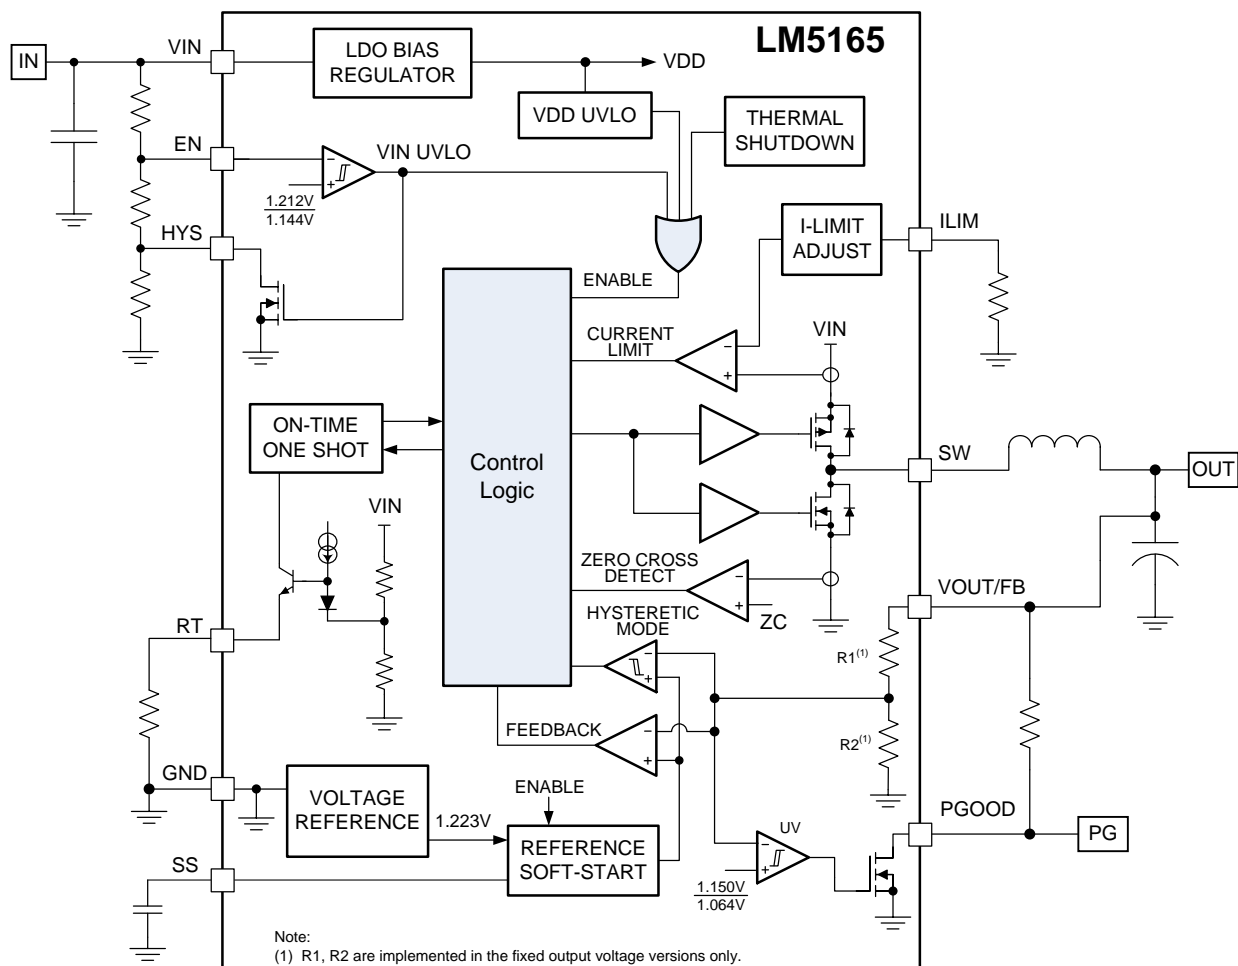 LM5165
IN
VIN
LDO BIAS
REGULATOR
VDD
VDD UVLO
THERMAL
SHUTDOWN
EN
VIN UVLO
−
+
1.212V
1.144V
HYS
I-LIMIT
ADJUST
ILIM
ENABLE
CURRENT
LIMIT
−
+
VIN
ON-TIME
ONE SHOT
Control
Logic
SW
OUT
VIN
ZERO CROSS
DETECT
−
+
ZC
VOUT/FB
HYSTERETIC
MODE
−
+
RT
R1(1)
FEEDBACK
−
+
R2(1)
GND
VOLTAGE
REFERENCE
1.223V
ENABLE
REFERENCE
SOFT-START
UV
−
+
1.150V
1.064V
PGOOD
PG
SS
Note:
(1) R1, R2 are implemented in the fixed output voltage versions only.